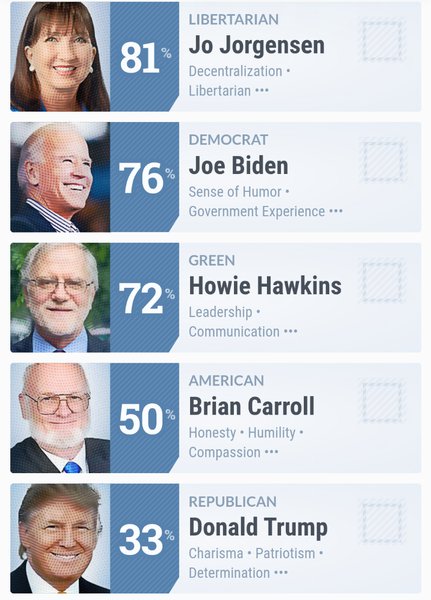 LIBERTARIAN
81%
Jo Jorgensen
Decentralization •
Libertarian •••
DEMOCRAT
76%
Joe Biden
Sense of Humor •
Government Experience •••
GREEN
72%
Howie Hawkins
Leadership •
Communication •••
AMERICAN
50%
Brian Carroll
Honesty • Humility •
Compassion •••
REPUBLICAN
33%
Donald Trump
Charisma • Patriotism •
Determination •••